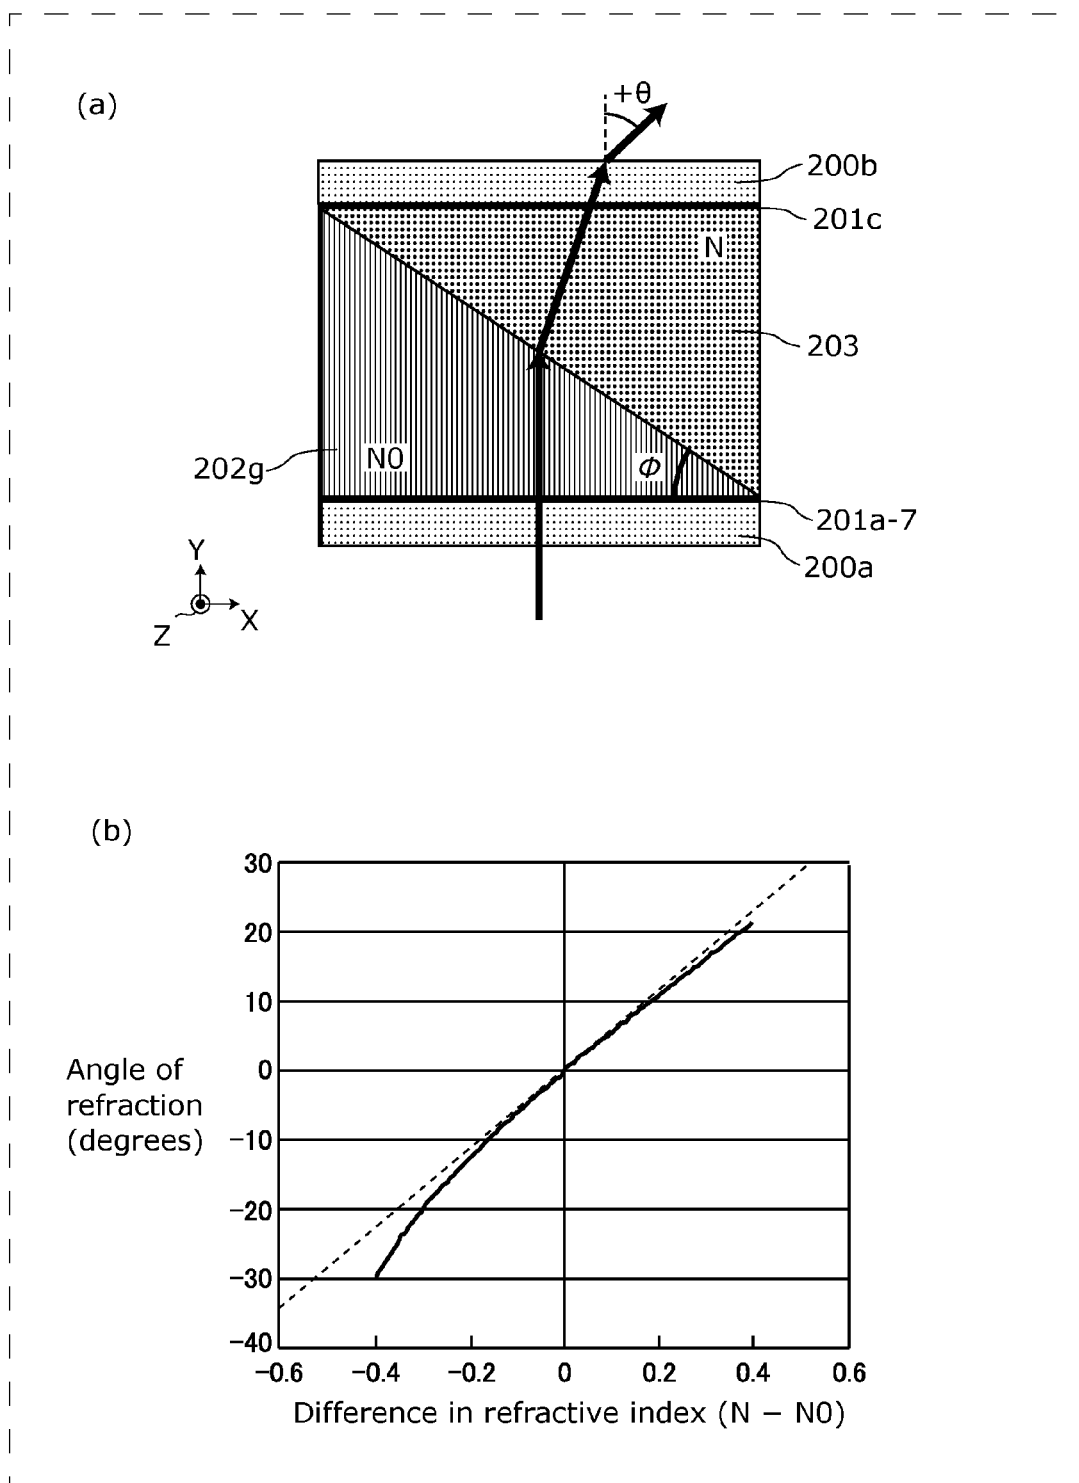 (a)
+θ
200b
201c
N
203
202g
N0
Φ
201a-7
200a
Y
X
Z
(b)
30
20
10
0
−10
−20
−30
−40
Angle of
refraction
(degrees)
−0.6 −0.4 −0.2 0 0.2 0.4 0.6
Difference in refractive index (N − N0)